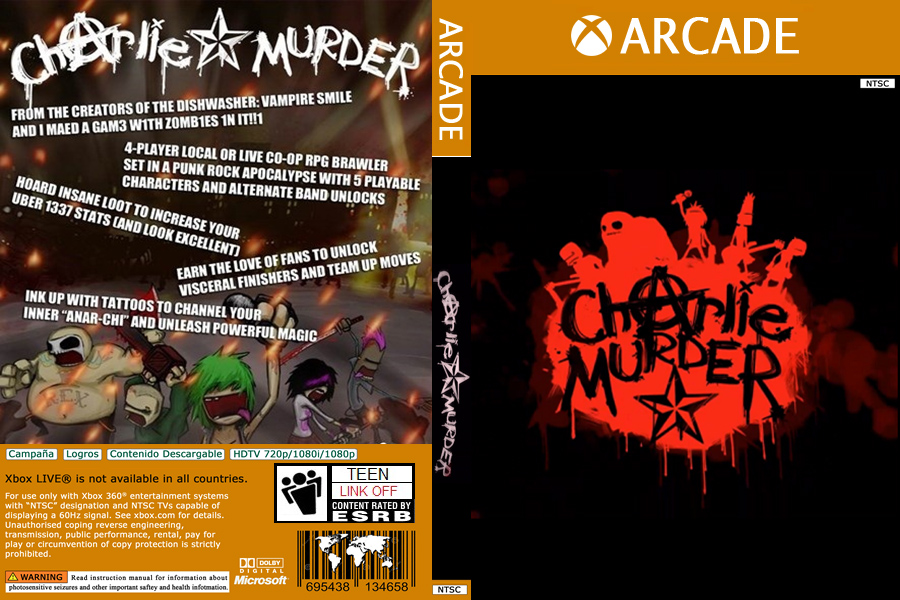 Charlie MURDER
FROM THE CREATORS OF THE DISHWASHER: VAMPIRE SMILE
AND I MAED A GAM3 W1TH ZOMB1ES 1N IT!!1
4-PLAYER LOCAL OR LIVE CO-OP RPG BRAWLER
SET IN A PUNK ROCK APOCALYPSE WITH 5 PLAYABLE
CHARACTERS AND ALTERNATE BAND UNLOCKS
HOARD INSANE LOOT TO INCREASE YOUR
UBER 1337 STATS (AND LOOK EXCELLENT)
EARN THE LOVE OF FANS TO UNLOCK
VISCERAL FINISHERS AND TEAM UP MOVES
INK UP WITH TATTOOS TO CHANNEL YOUR
INNER "ANAR-CHI" AND UNLEASH POWERFUL MAGIC
Campaña Logros Contenido Descargable HDTV 720p/1080i/1080p
Xbox LIVE® is not available in all countries.
For use only with Xbox 360® entertainment systems
with "NTSC" designation and NTSC TVs capable of
displaying a 60Hz signal. See xbox.com for details.
Unauthorised coping reverse engineering,
transmission, public performance, rental, pay for
play or circumvention of copy protection is strictly
prohibited.
WARNING Read instruction manual for information about
photosensitive seizures and other important saftey and health infotmation.
DOLBY
DIGITAL
Microsoft
TEEN
LINK OFF
CONTENT RATED BY
ESRB
695438 134658
ARCADE
Charlie MURDER
NTSC
ARCADE
NTSC
Charlie
MURDER